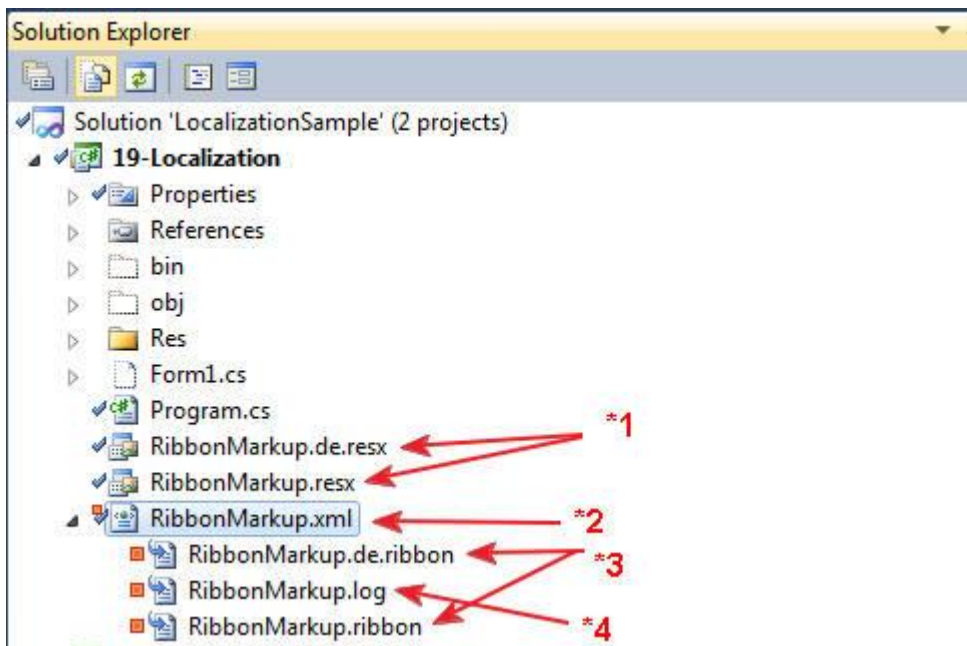 Solution Explorer
Solution 'LocalizationSample' (2 projects)
19-Localization
Properties
References
bin
obj
Res
Form1.cs
Program.cs
*1
RibbonMarkup.de.resx
RibbonMarkup.resx
RibbonMarkup.xml *2
RibbonMarkup.de.ribbon *3
RibbonMarkup.log
RibbonMarkup.ribbon *4